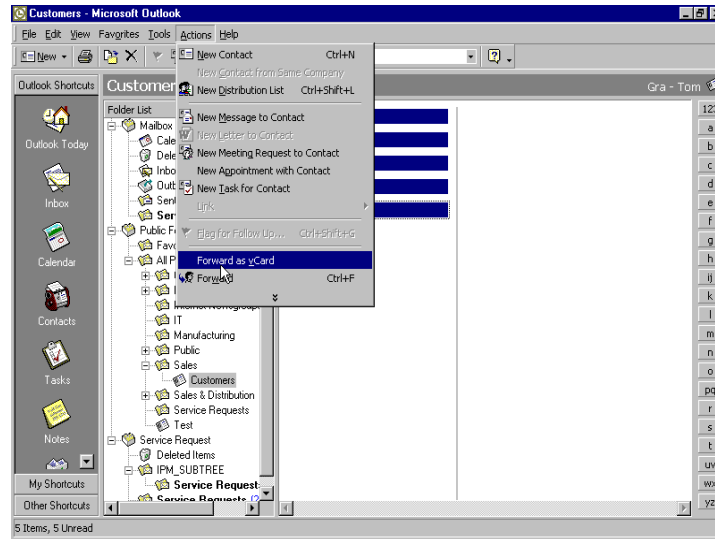 Customers - Microsoft Outlook
File Edit View Favorites Tools Actions Help
New
Outlook Shortcuts
Customer
Gra - Tom
Outlook Today
Inbox
Calendar
Contacts
Tasks
Notes
My Shortcuts
Other Shortcuts
Folder List
Mailbox
Cale
Dele
Inbo
Outb
Sent
Ser
Public F
Favo
All P
IT
Manufacturing
Public
Sales
Customers
Sales & Distribution
Service Requests
Test
Service Request
Deleted Items
IPM_SUBTREE
Service Request
Service Requests (2
New Contact Ctrl+N
New Contact from Same Company
New Distribution List Ctrl+Shift+L
New Message to Contact
New Letter to Contact
New Meeting Request to Contact
New Appointment with Contact
New Task for Contact
Link
Flag for Follow Up... Ctrl+Shift+G
Forward as vCard
Forward Ctrl+F
12
a
b
c
d
e
f
g
h
ij
k
l
m
n
o
pq
r
s
t
uv
wx
yz
5 Items, 5 Unread